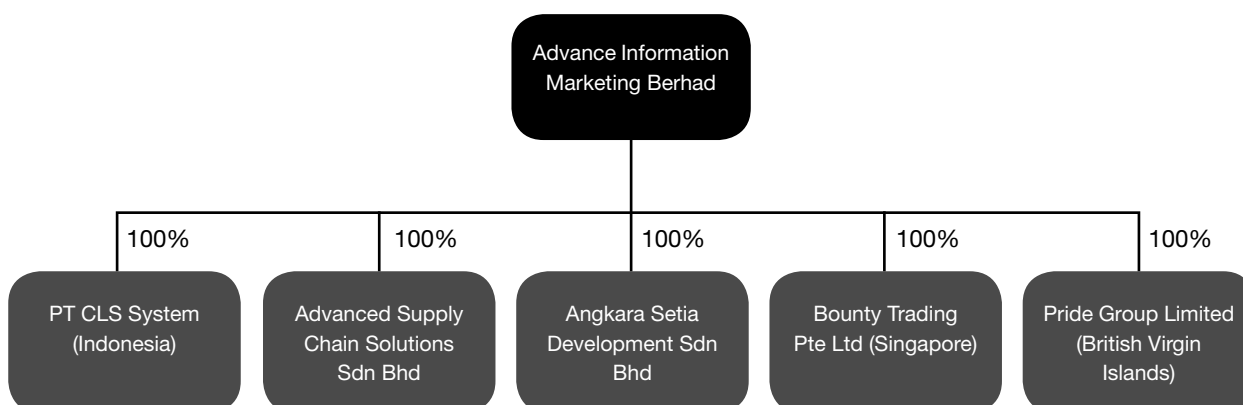 Advance Information
Marketing Berhad
100%
100%
100%
100%
100%
PT CLS System
(Indonesia)
Advanced Supply
Chain Solutions
Sdn Bhd
Angkara Setia
Development Sdn
Bhd
Bounty Trading
Pte Ltd (Singapore)
Pride Group Limited
(British Virgin
Islands)